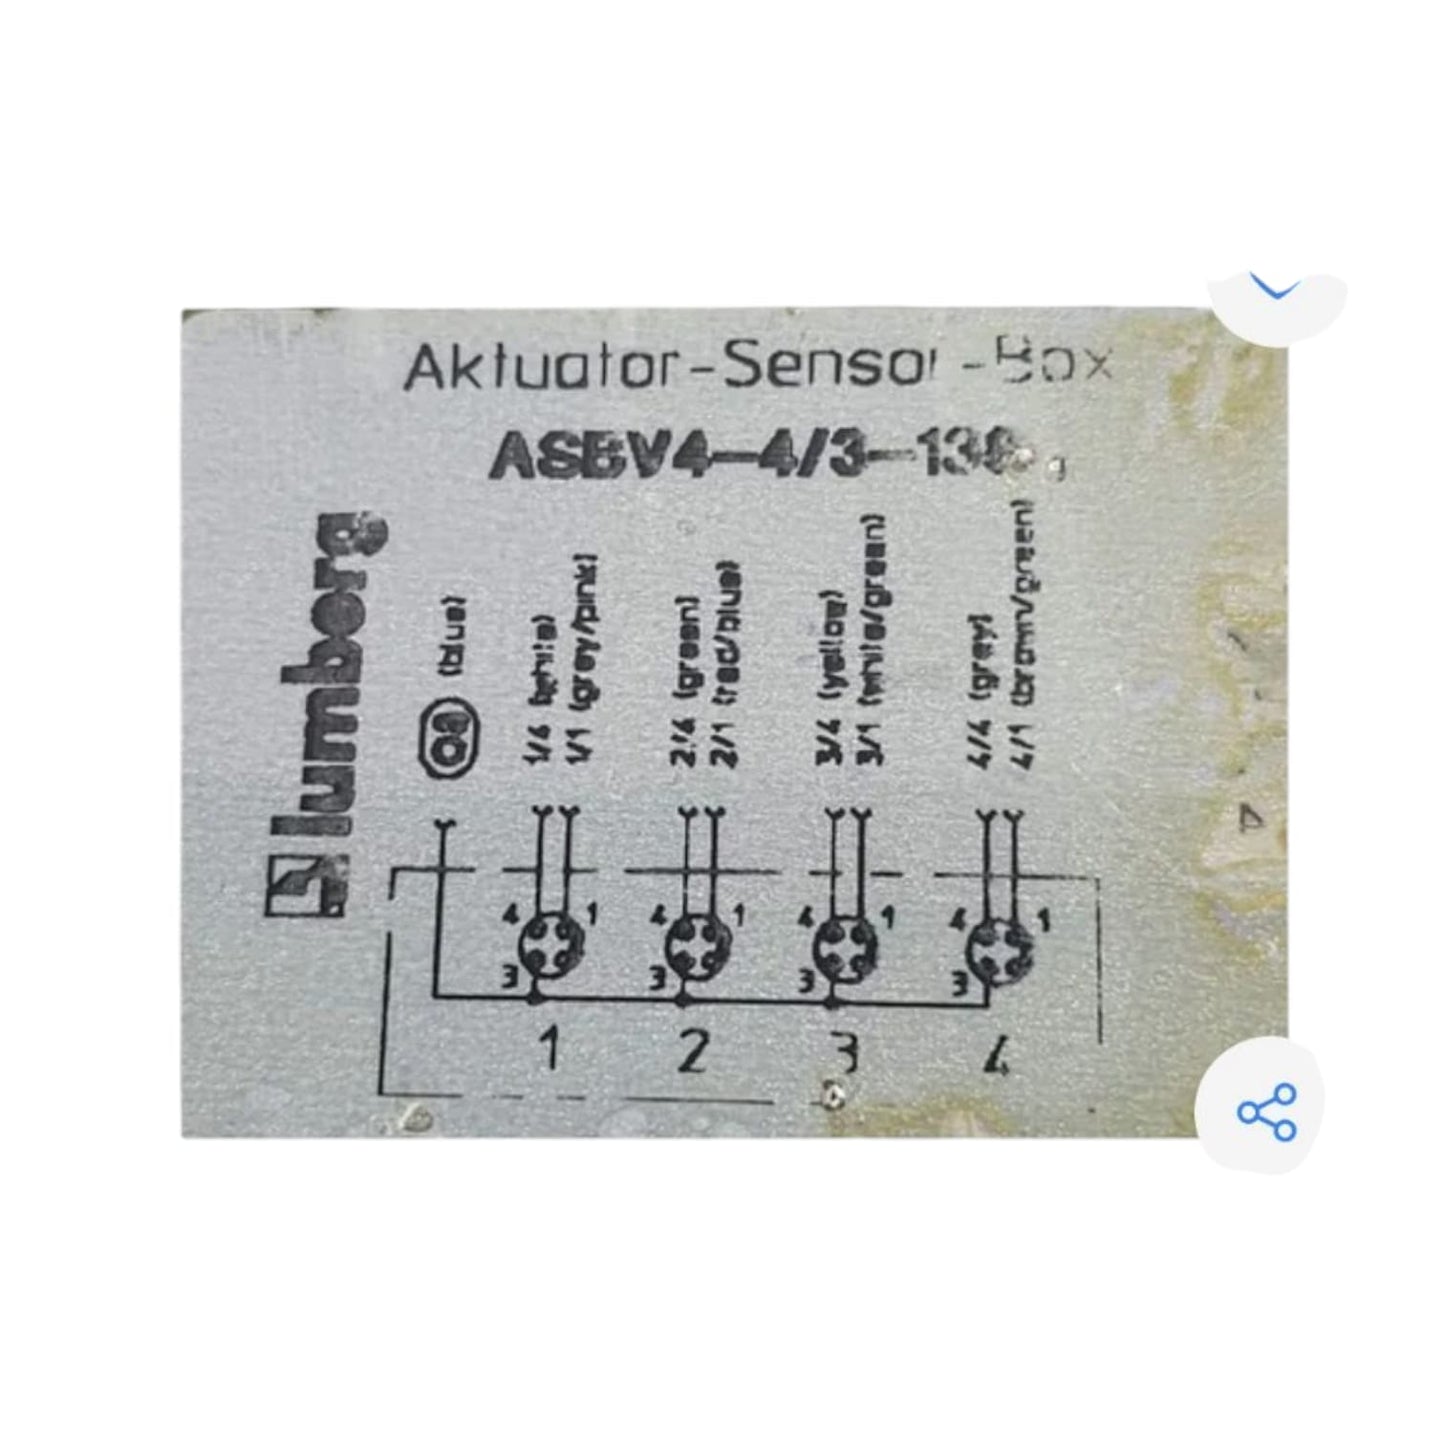 Aktuator-Sensor-Box
ASBV4-4/3-138
lumberg
(blue)
1/4 (white)
1/1 (grey/pink)
2/4 (green)
2/1 (red/blue)
3/4 (yellow)
3/1 (white/green)
4/4 (grey)
4/1 (brown/green)
4 1 4 1 4 1 4 1
3 3 3 3
1 2 3 4